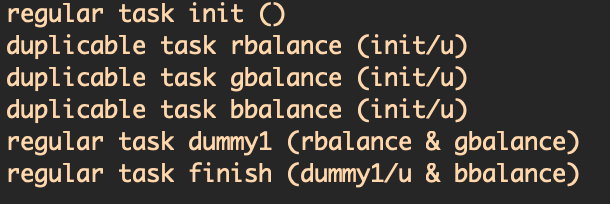 regular task init ()
duplicable task rbalance (init/u)
duplicable task gbalance (init/u)
duplicable task bbalance (init/u)
regular task dummy1 (rbalance & gbalance)
regular task finish (dummy1/u & bbalance)